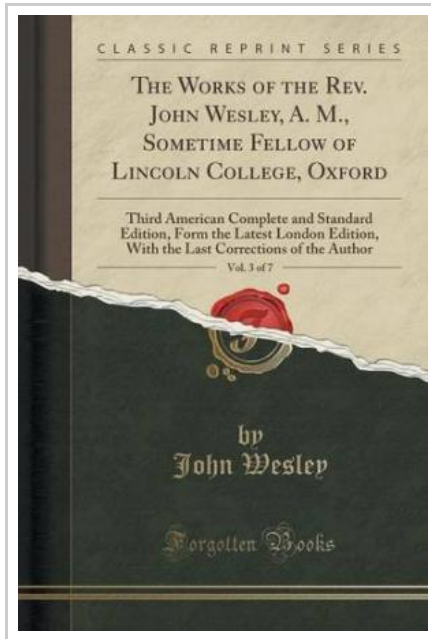 CLASSIC REPRINT SERIES
THE WORKS OF THE REV.
JOHN WESLEY, A. M.,
SOMETIME FELLOW OF
LINCOLN COLLEGE, OXFORD
Third American Complete and Standard
Edition, Form the Latest London Edition,
With the Last Corrections of the Author
Vol. 3 of 7
by
John Wesley
Forgotten Books